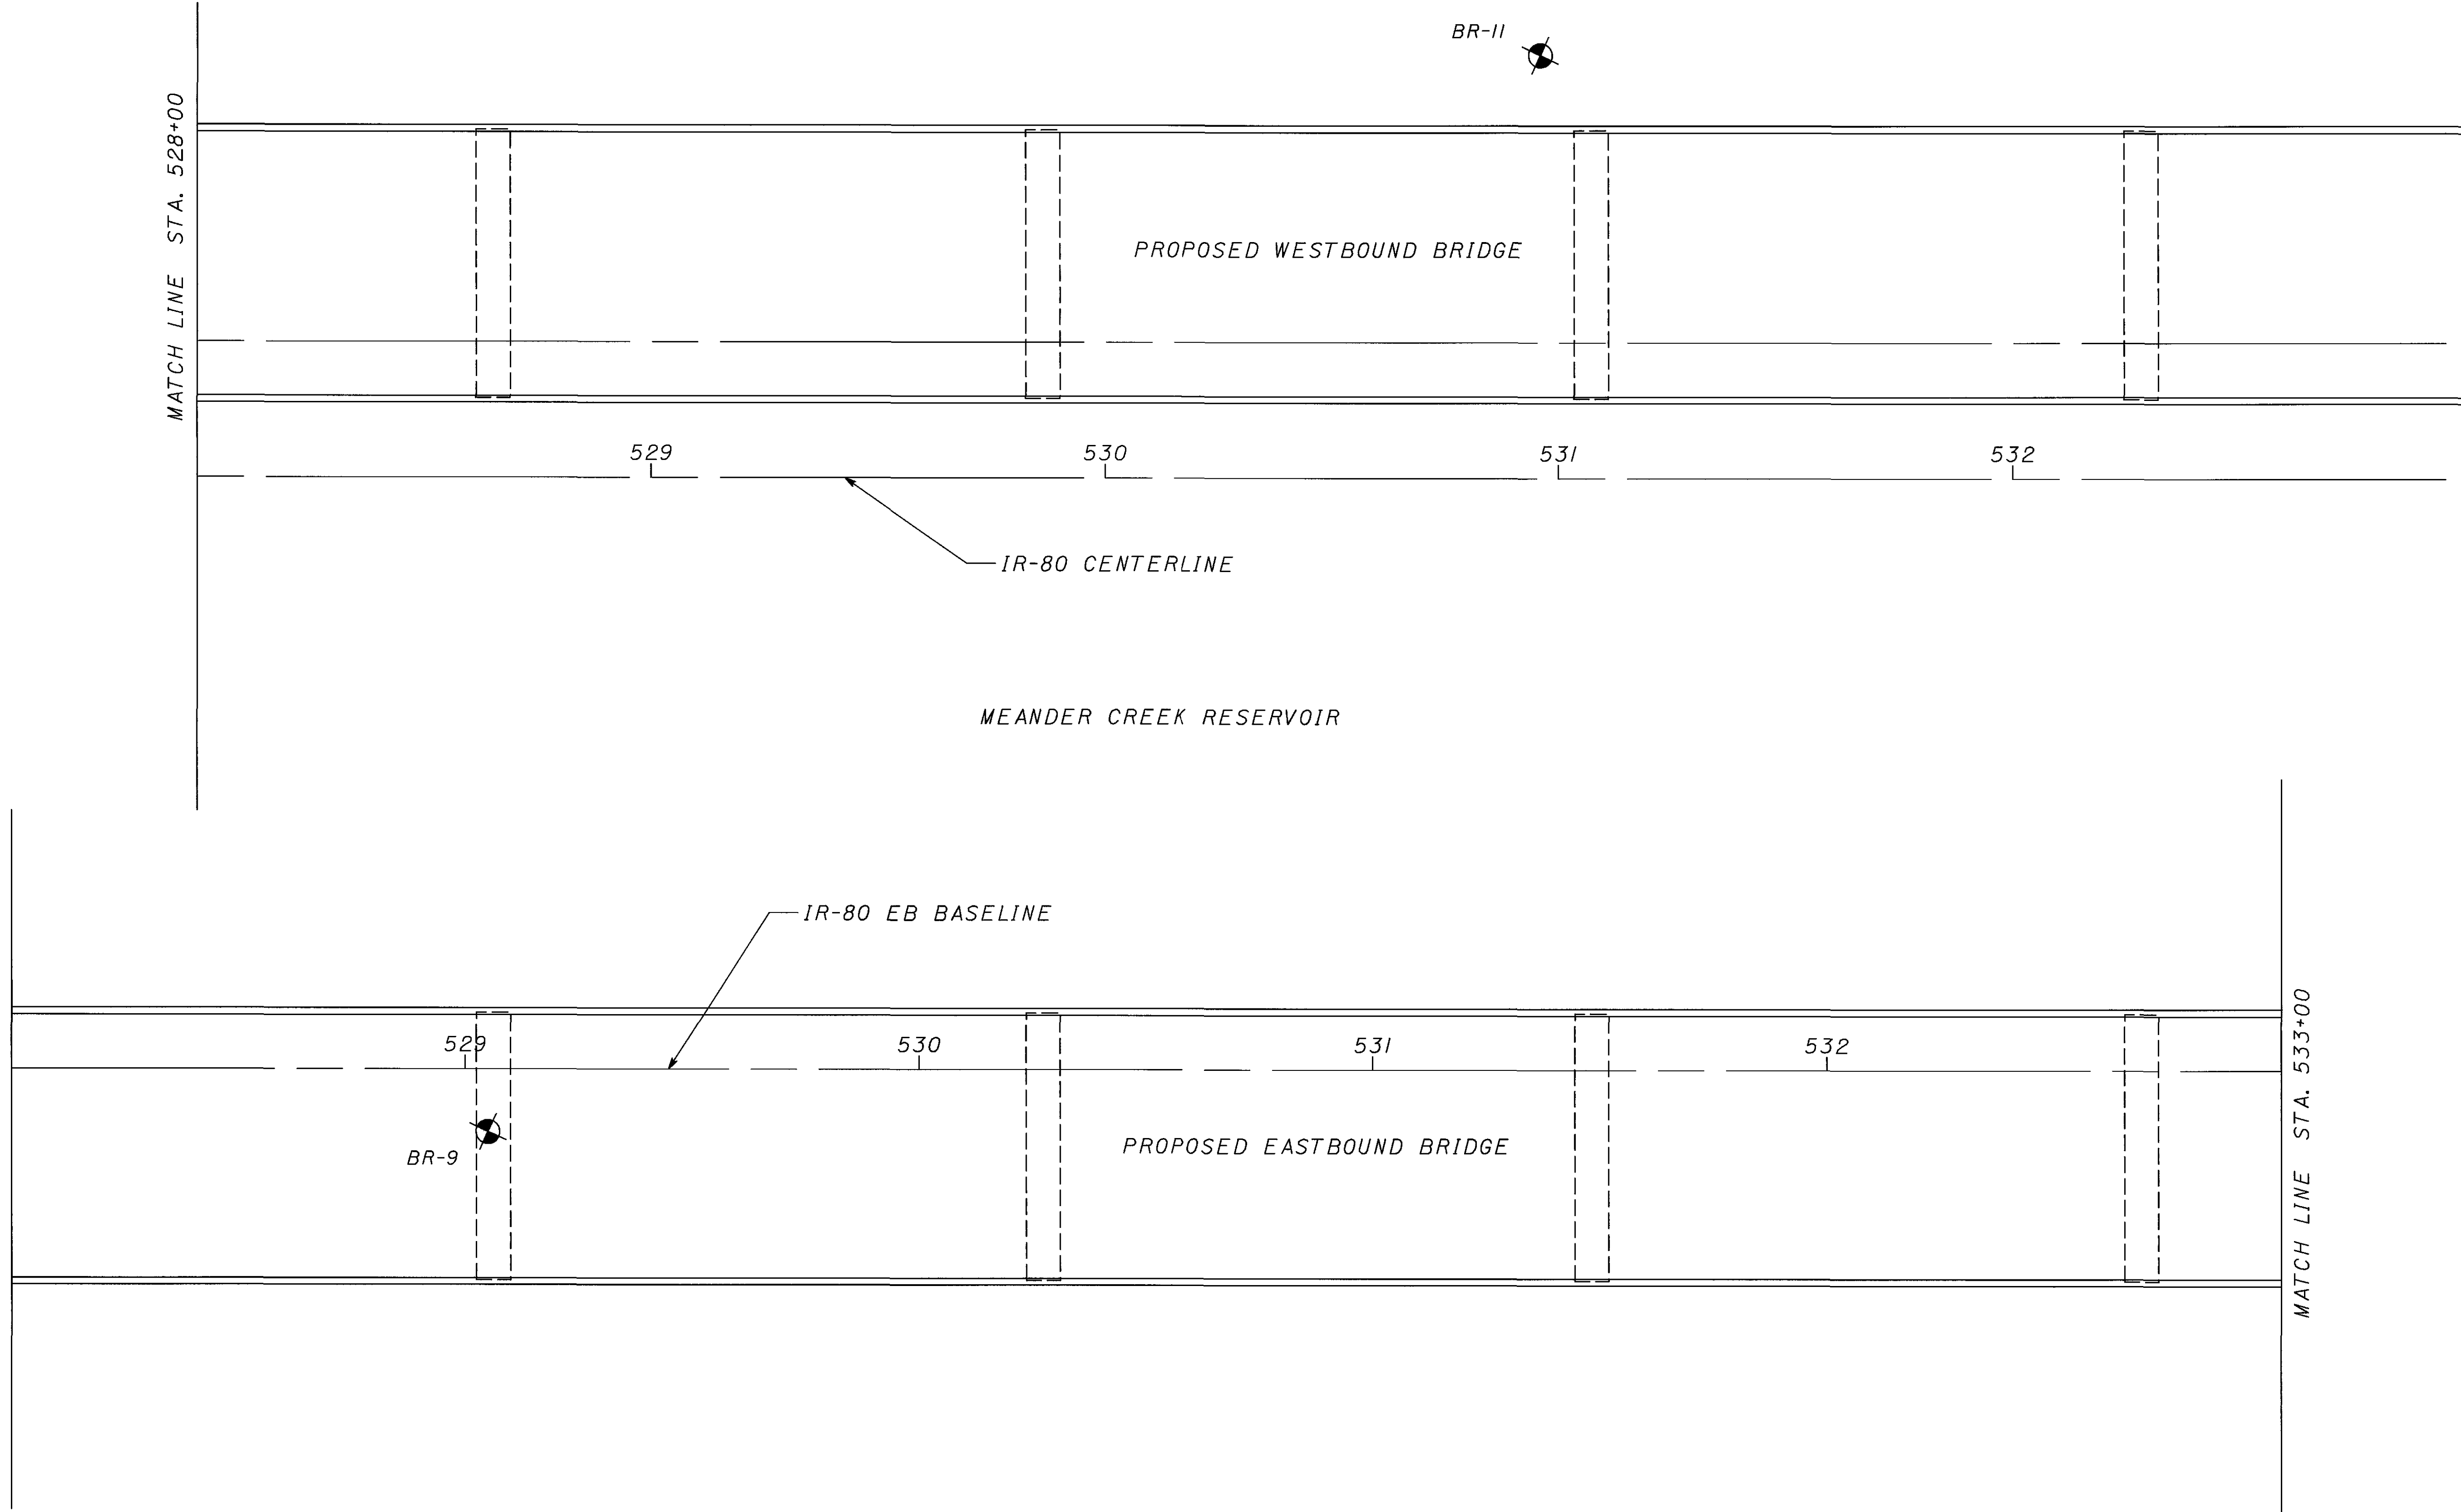 BR-11
MATCH LINE STA. 528+00
PROPOSED WESTBOUND BRIDGE
529 530 531 532
IR-80 CENTERLINE
MEANDER CREEK RESERVOIR
IR-80 EB BASELINE
529 530 531 532
MATCH LINE STA. 533+00
PROPOSED EASTBOUND BRIDGE
BR-9